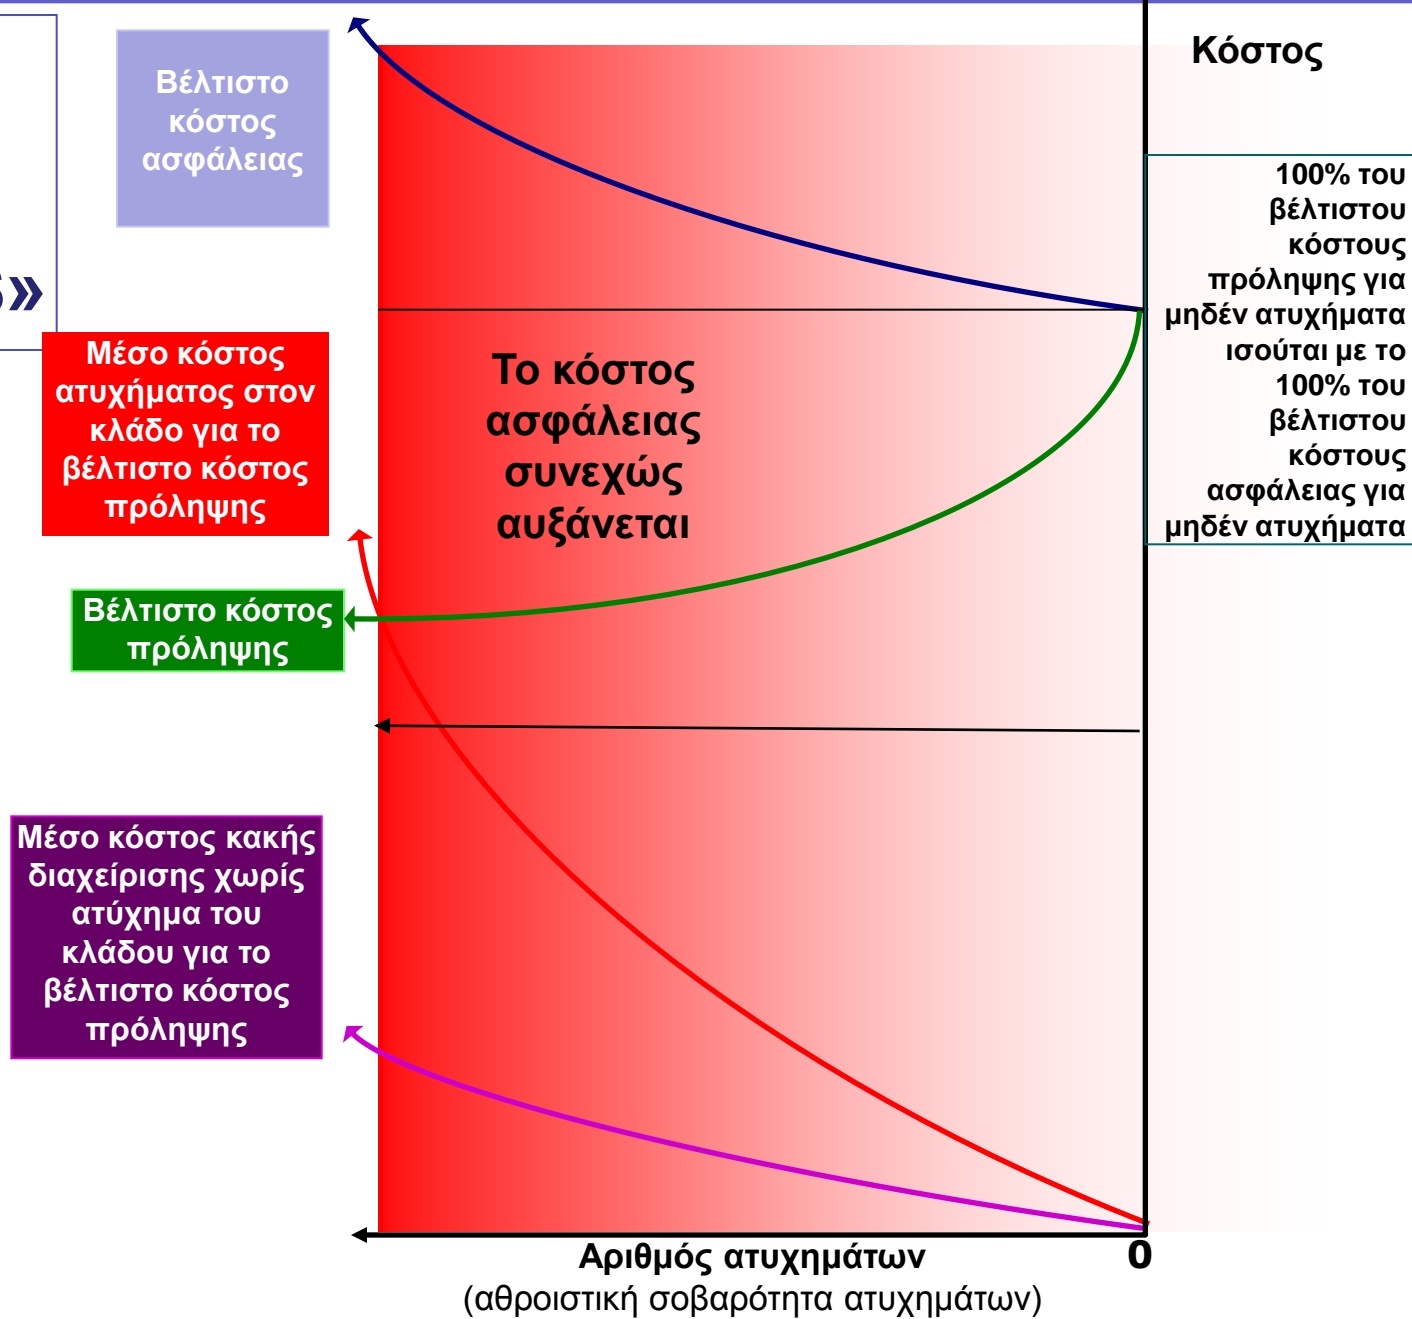 Κόστος
Βέλτιστο
κόστος
ασφάλειας
100% του
βέλτιστου
κόστους
πρόληψης για
μηδέν ατυχήματα
ισούται με το
100% του
βέλτιστου
κόστους
ασφάλειας για
μηδέν ατυχήματα
»
Μέσο κόστος
ατυχήματος στον
κλάδο για το
βέλτιστο κόστος
πρόληψης
Το κόστος
ασφάλειας
συνεχώς
αυξάνεται
Βέλτιστο κόστος
πρόληψης
Μέσο κόστος κακής
διαχείρισης χωρίς
ατύχημα του
κλάδου για το
βέλτιστο κόστος
πρόληψης
Αριθμός ατυχημάτων
0
(αθροιστική σοβαρότητα ατυχημάτων)